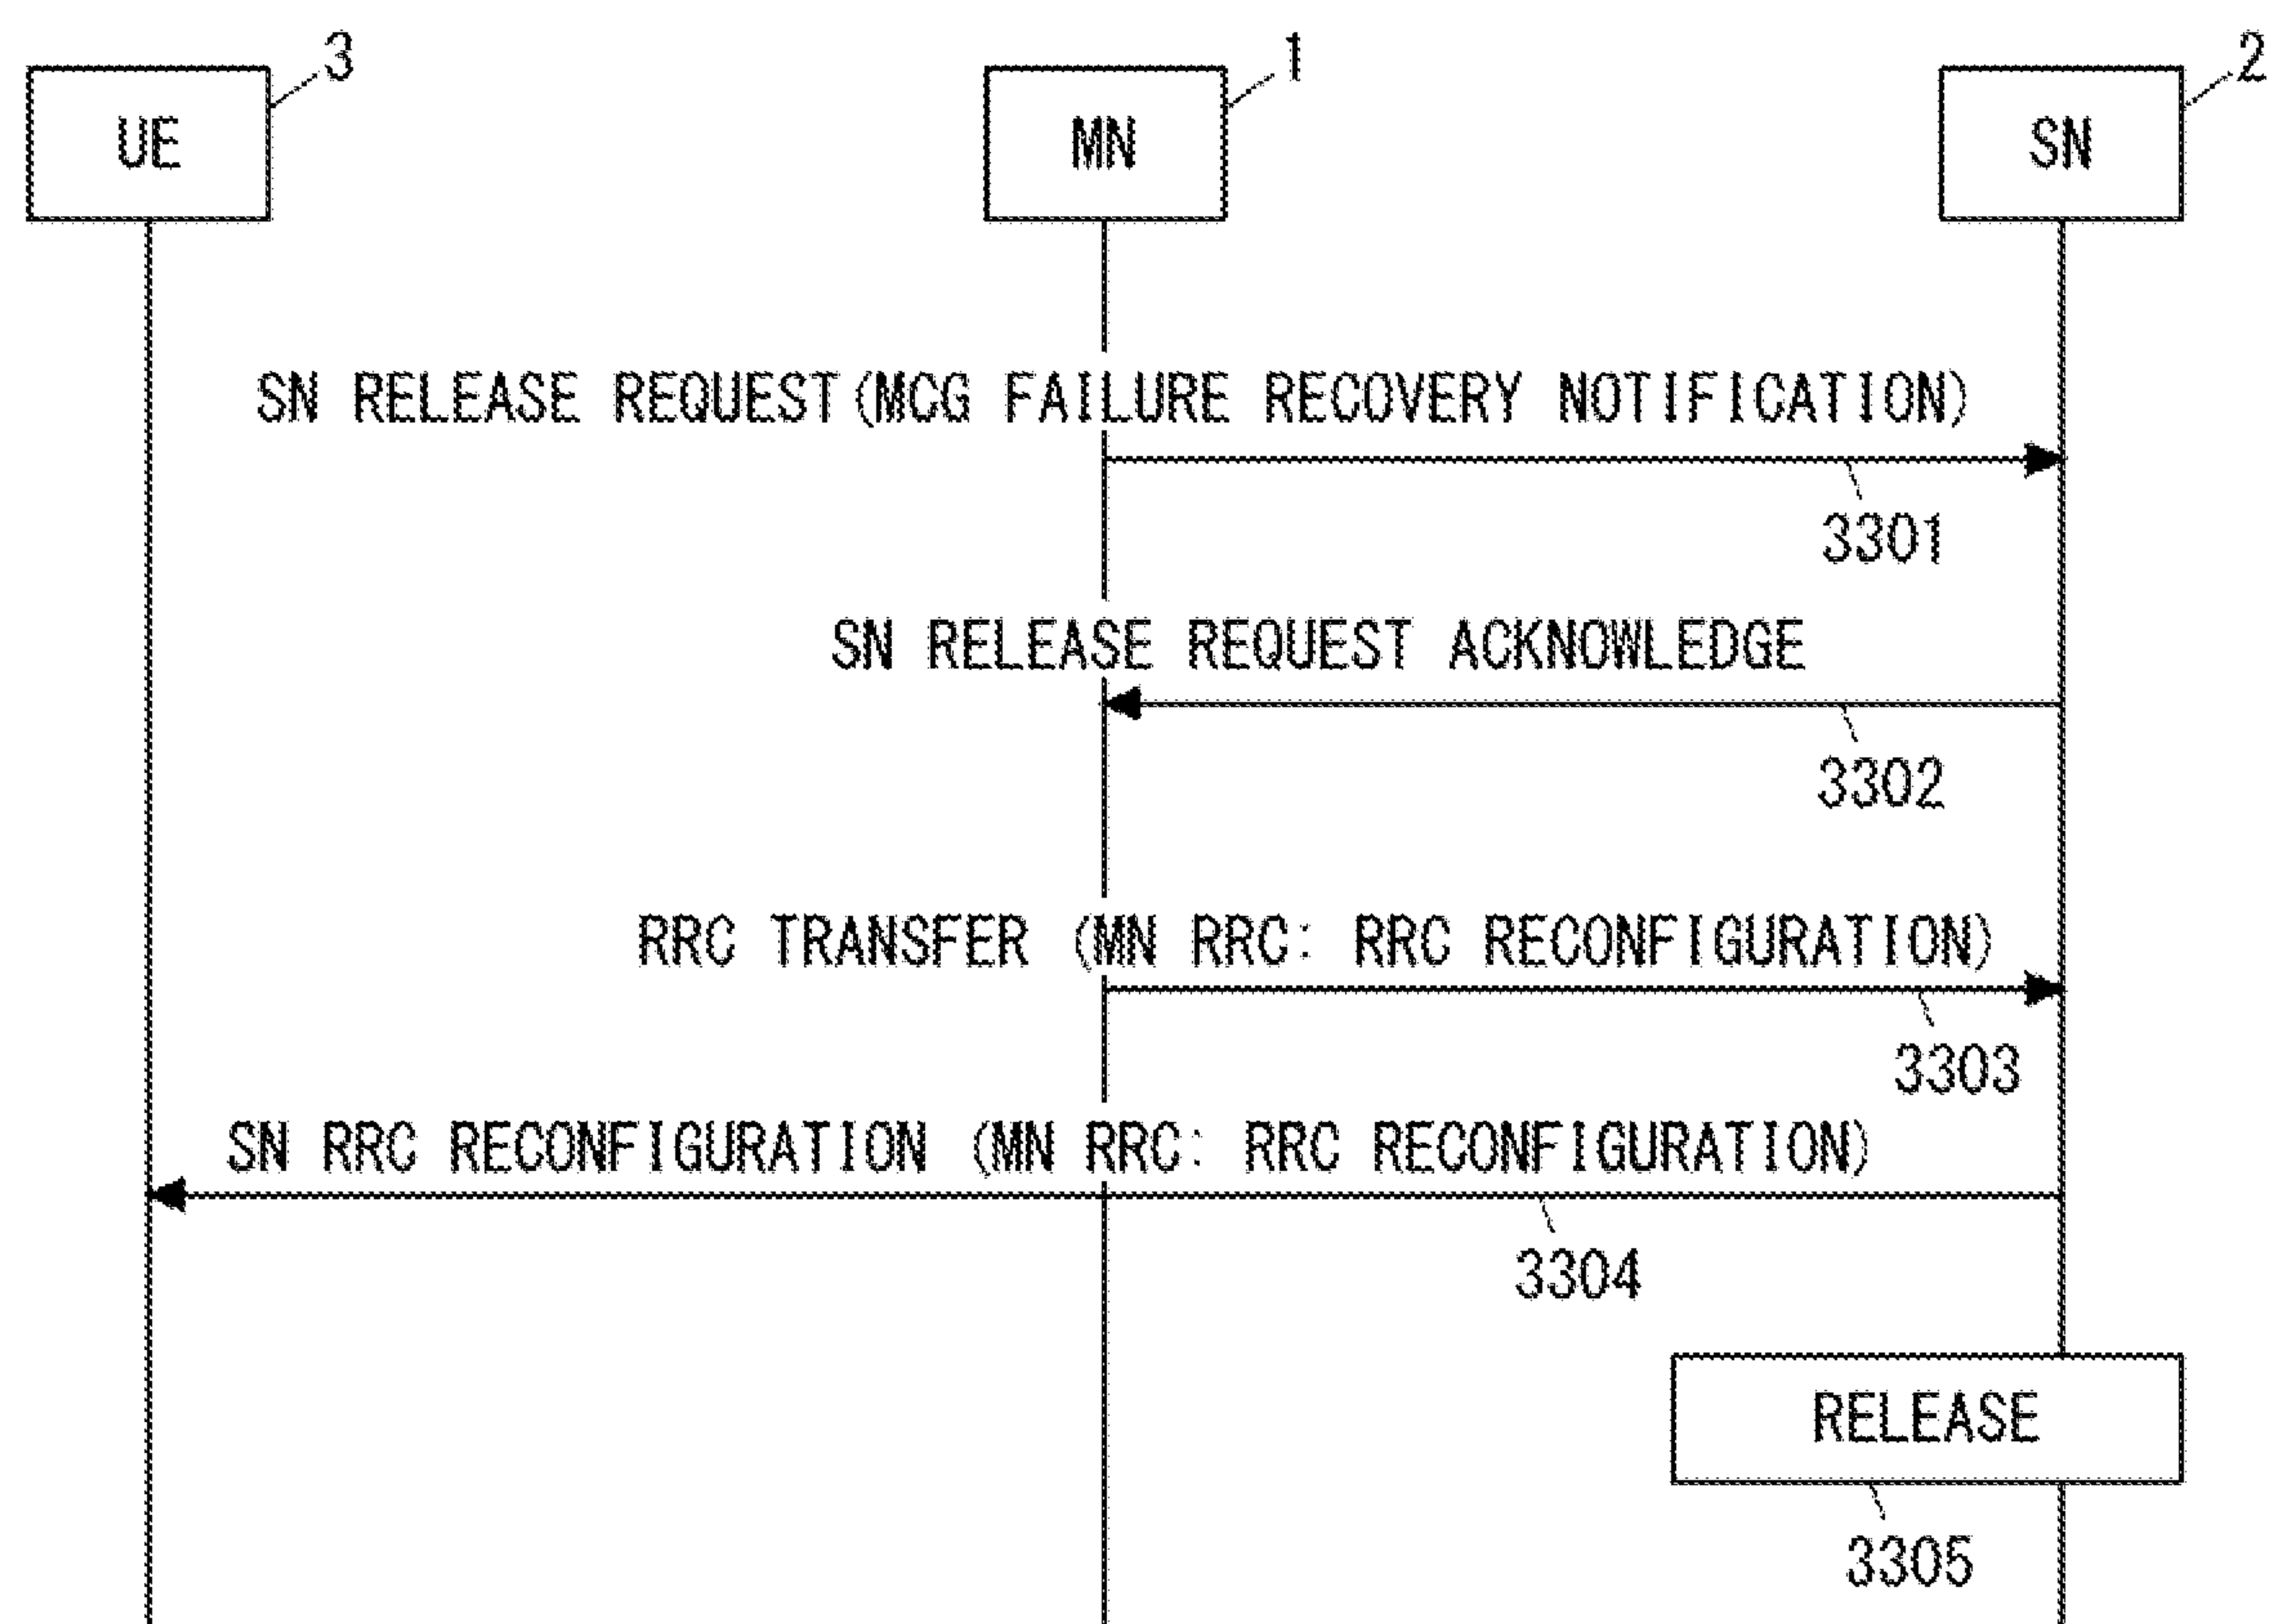 3
1
2
UE
MN
SN
SN RELEASE REQUEST(MCG FAILURE RECOVERY NOTIFICATION)
3301
SN RELEASE REQUEST ACKNOWLEDGE
3302
RRC TRANSFER (MN RRC: RRC RECONFIGURATION)
3303
SN RRC RECONFIGURATION (MN RRC: RRC RECONFIGURATION)
3304
RELEASE
3305